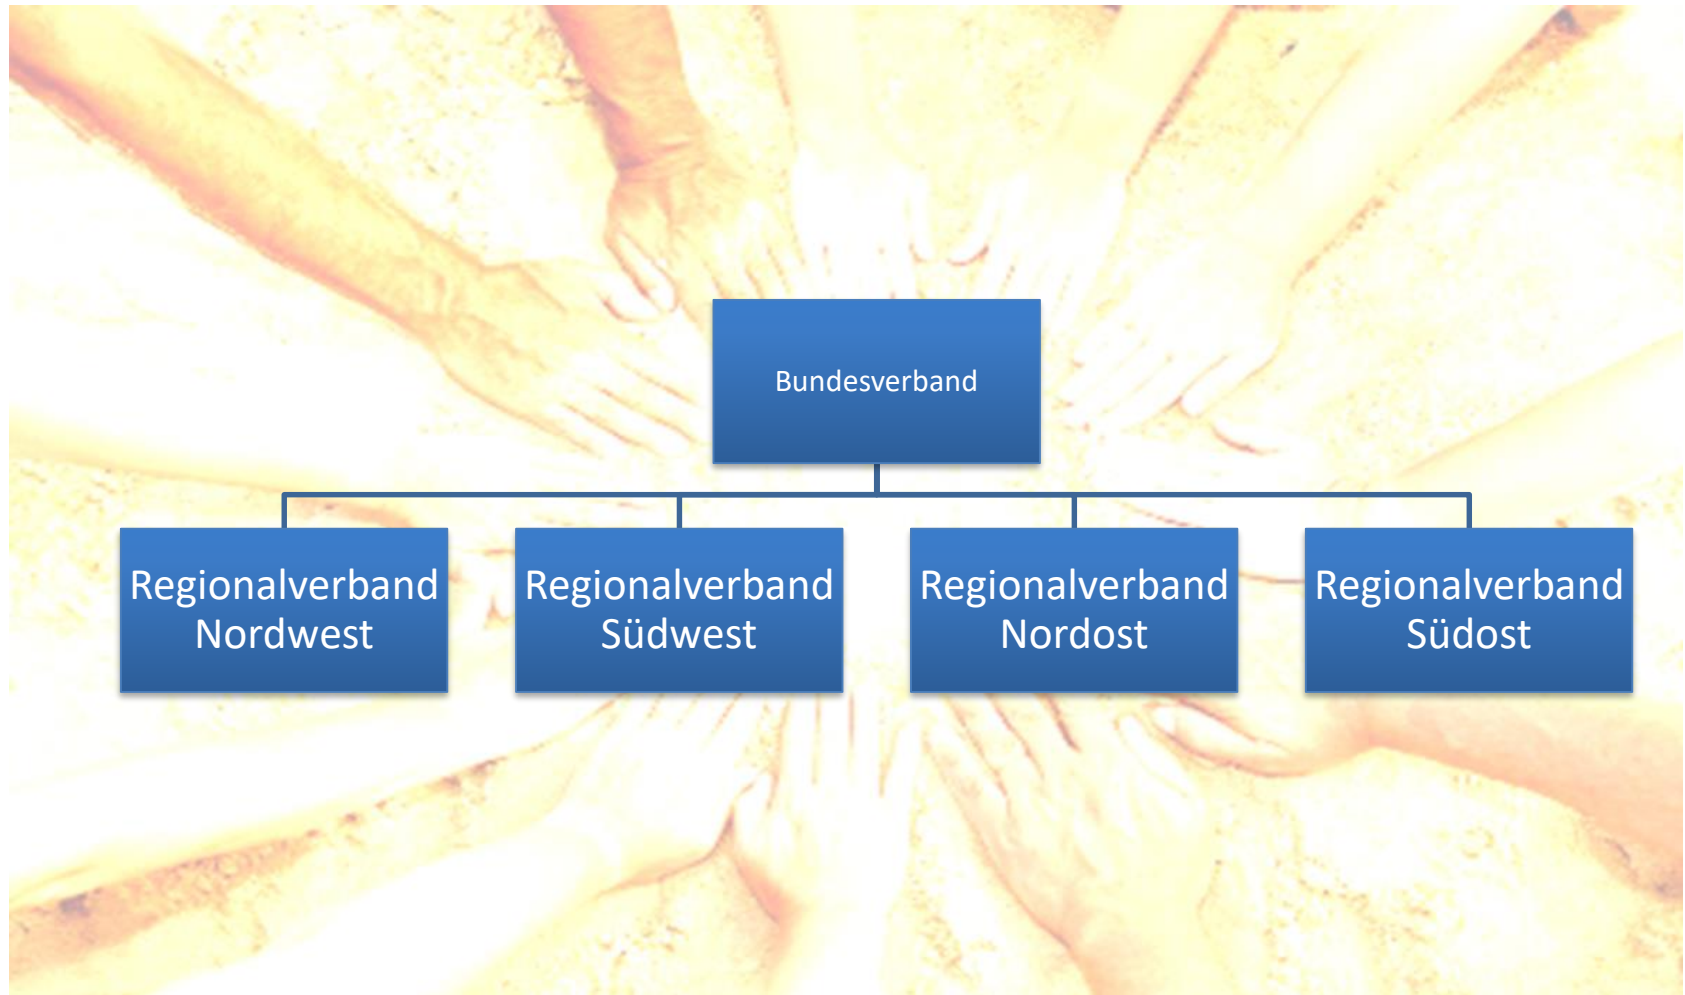 Bundesverband
Regionalverband
Nordwest
Regionalverband
Südwest
Regionalverband
Nordost
Regionalverband
Südost